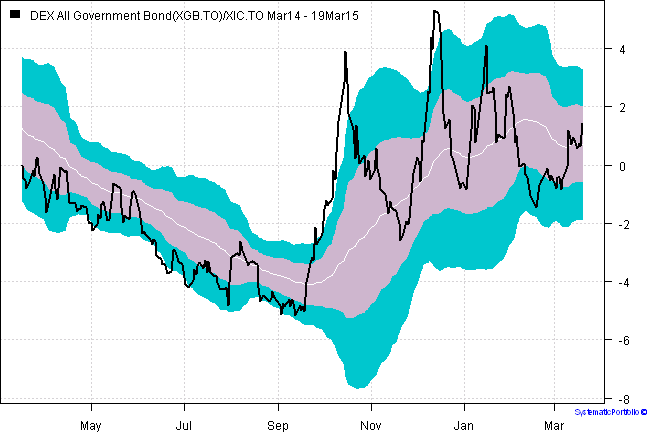 DEX All Government Bond(XGB.TO)/XIC.TO Mar14 - 19Mar15
4
2
0
-2
-4
-6
-8
SystematicPortfolio ©
May Jul Sep Nov Jan Mar